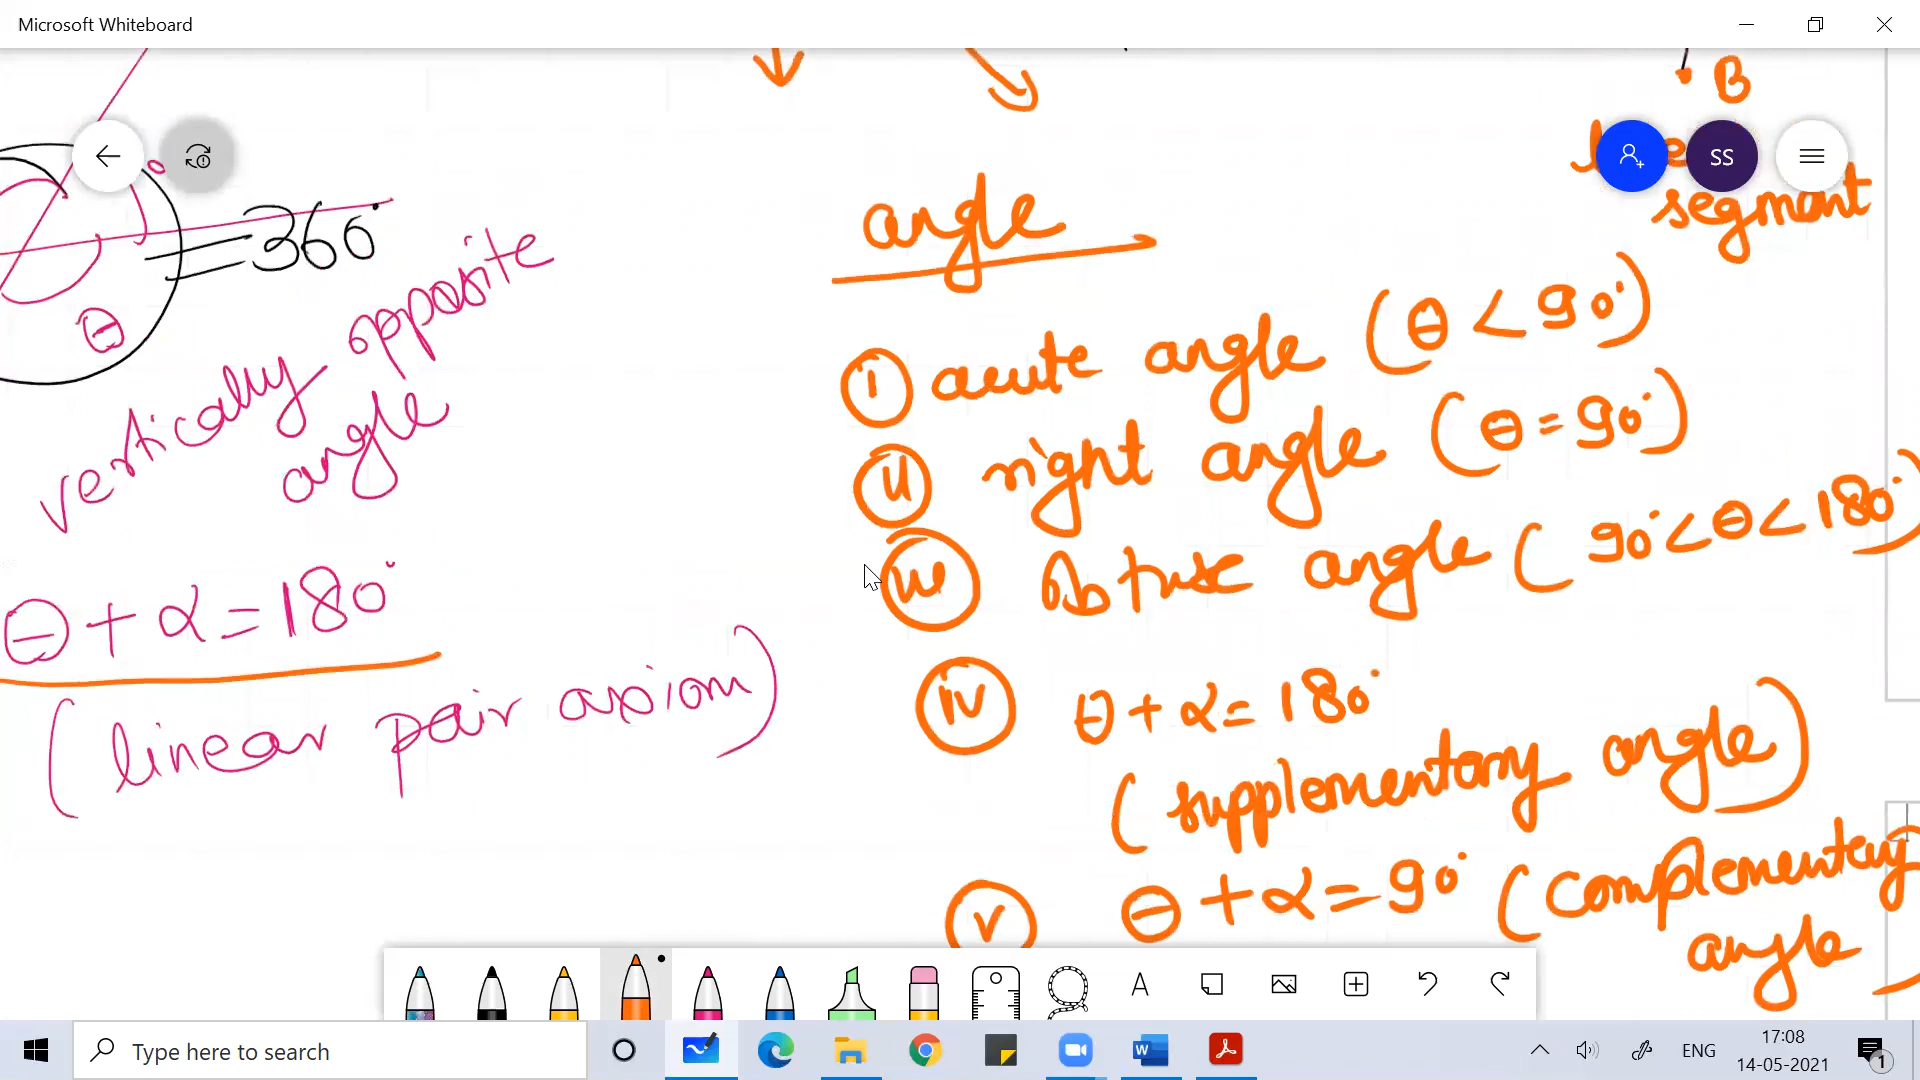 Microsoft Whiteboard
B
segment
SS
= 360°
θ
vertically opposite
angle
θ + α = 180°
(linear pair axiom)
angle
(i) acute angle (θ < 90°)
(ii) right angle (θ = 90°)
(iii) obtuse angle (90° < θ < 180°)
(iv) θ + α = 180°
(supplementary angle)
(v) θ + α = 90° (complementary
angle
A
Type here to search
ENG
17:08
14-05-2021
1